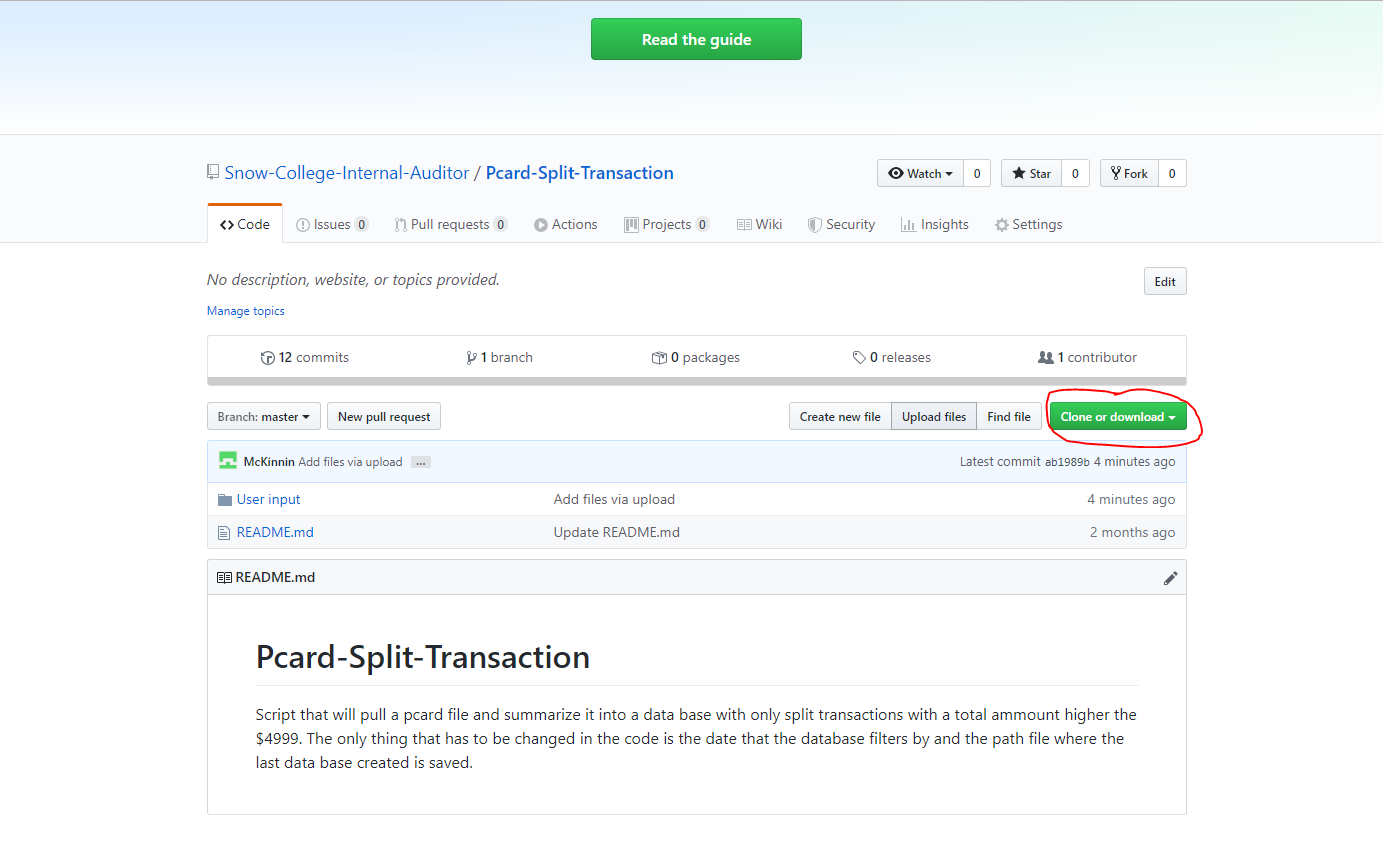 Read the guide
Snow-College-Internal-Auditor / Pcard-Split-Transaction
Watch 0 Star 0 Fork 0
Code Issues 0 Pull requests 0 Actions Projects 0 Wiki Security Insights Settings
No description, website, or topics provided.
Edit
Manage topics
12 commits 1 branch 0 packages 0 releases 1 contributor
Branch: master New pull request Create new file Upload files Find file Clone or download
McKinnin Add files via upload ... Latest commit ab1989b 4 minutes ago
User input Add files via upload 4 minutes ago
README.md Update README.md 2 months ago
README.md
Pcard-Split-Transaction
Script that will pull a pcard file and summarize it into a data base with only split transactions with a total ammount higher the
$4999. The only thing that has to be changed in the code is the date that the database filters by and the path file where the
last data base created is saved.